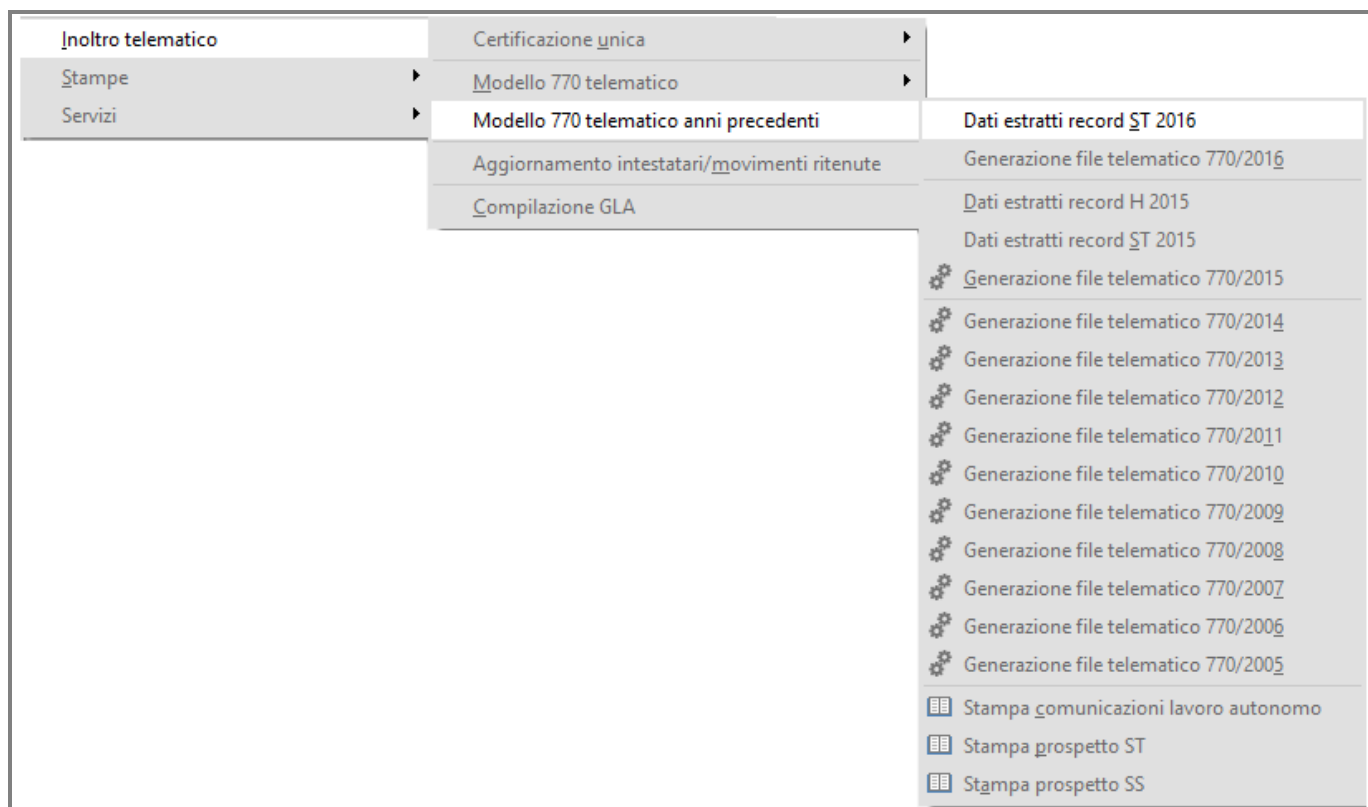 Inoltro telematico
Stampe
Servizi
Certificazione unica
Modello 770 telematico
Modello 770 telematico anni precedenti
Aggiornamento intestatari/movimenti ritenute
Compilazione GLA
Dati estratti record ST 2016
Generazione file telematico 770/2016
Dati estratti record H 2015
Dati estratti record ST 2015
Generazione file telematico 770/2015
Generazione file telematico 770/2014
Generazione file telematico 770/2013
Generazione file telematico 770/2012
Generazione file telematico 770/2011
Generazione file telematico 770/2010
Generazione file telematico 770/2009
Generazione file telematico 770/2008
Generazione file telematico 770/2007
Generazione file telematico 770/2006
Generazione file telematico 770/2005
Stampa comunicazioni lavoro autonomo
Stampa prospetto ST
Stampa prospetto SS